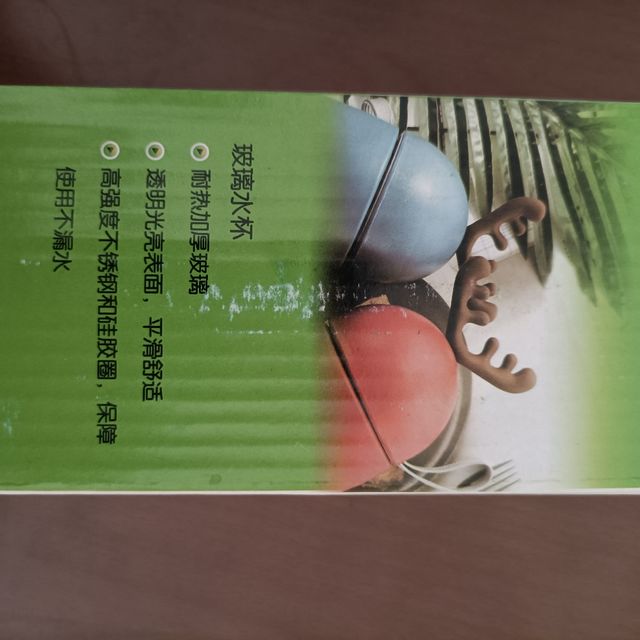 玻璃水杯
耐热加厚玻璃
透明光亮表面，平滑舒适
高强度不锈钢和硅胶圈，保障
使用不漏水